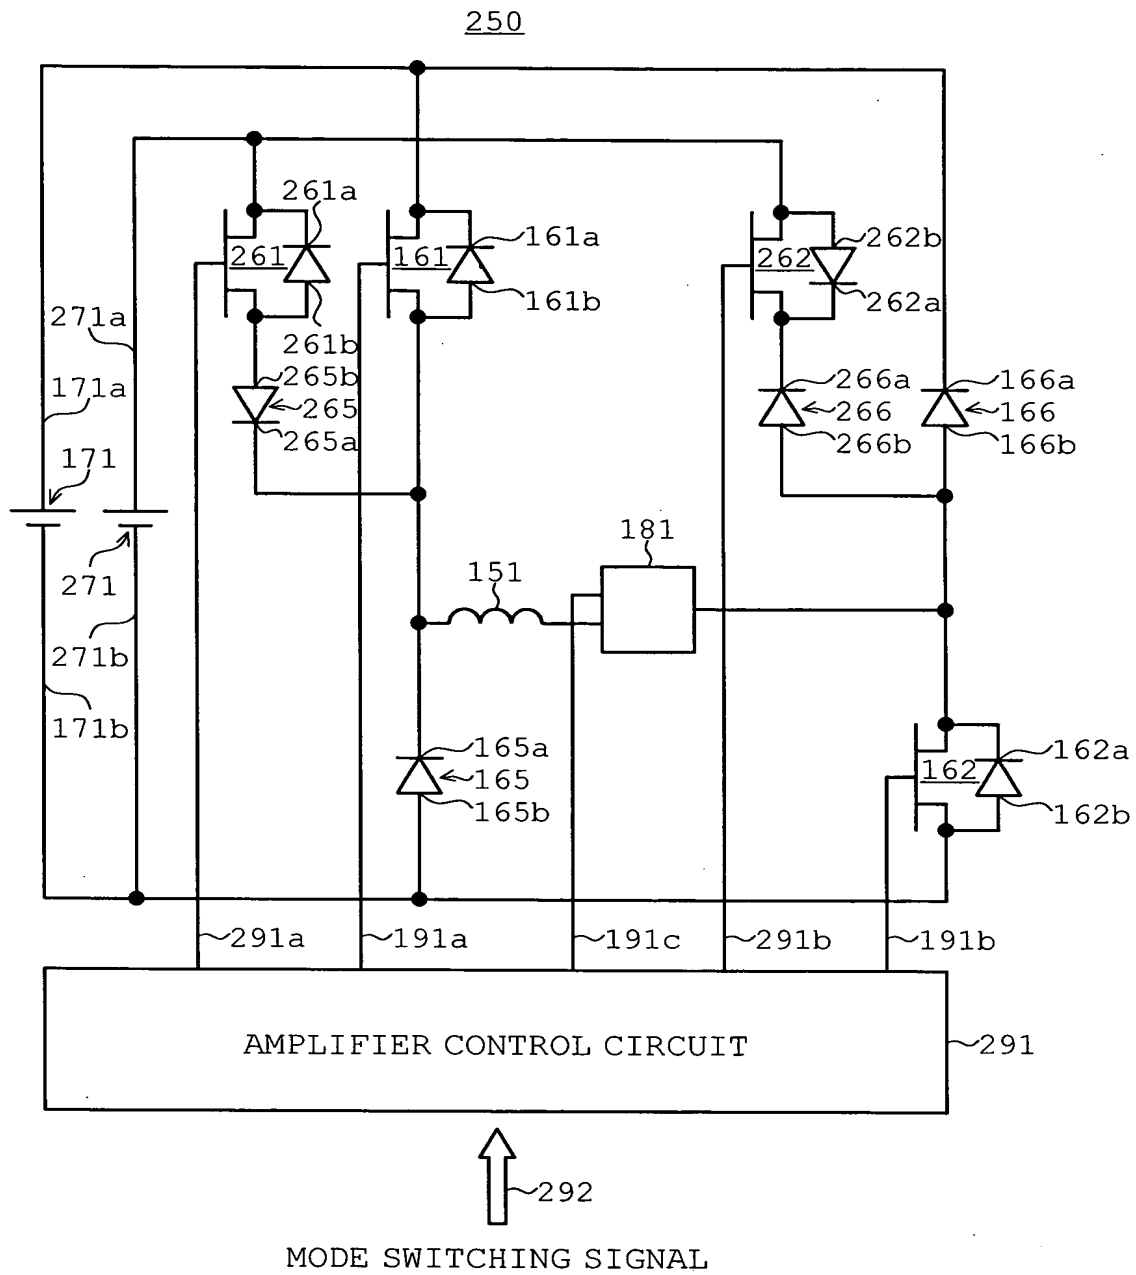 250
261a
261
161
161a
161b
262
262b
262a
271a
261b
265b
265
265a
171a
266a
266
266b
166a
166
166b
171
271
181
151
271b
171b
165a
165
165b
162
162a
162b
291a
191a
191c
291b
191b
AMPLIFIER CONTROL CIRCUIT
291
292
MODE SWITCHING SIGNAL